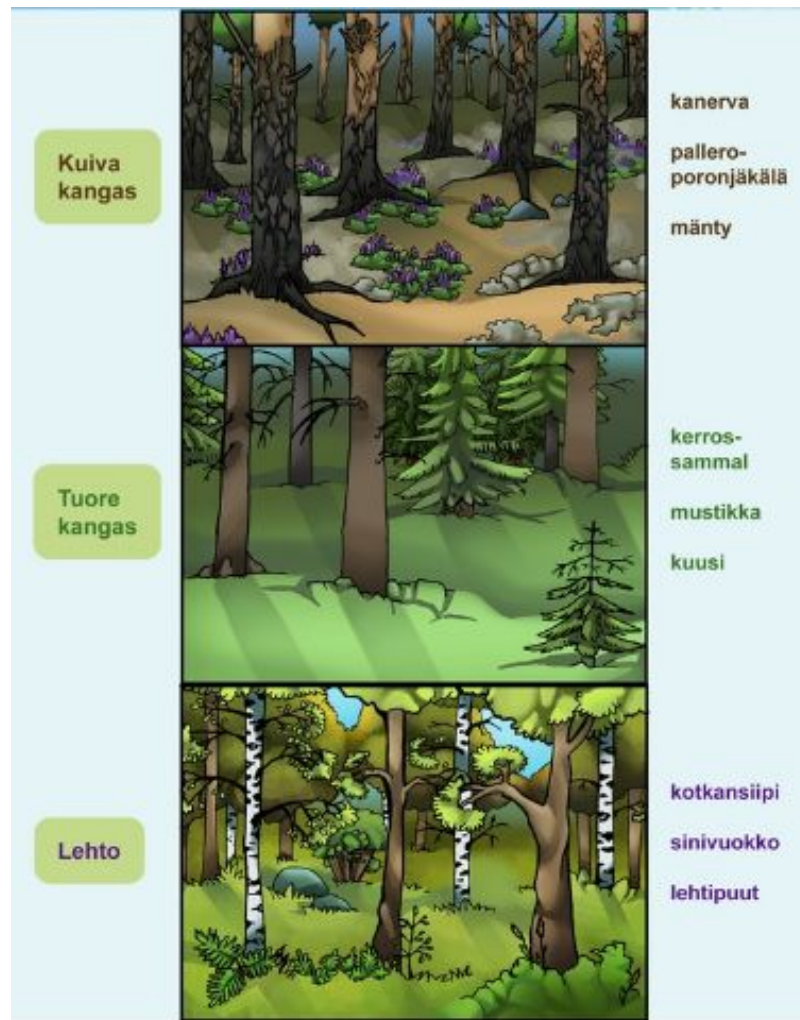 Kuiva
kangas
kanerva
pallero-
poronjäkälä
mänty
Tuore
kangas
kerros-
sammal
mustikka
kuusi
Lehto
kotkansiipi
sinivuokko
lehtipuut